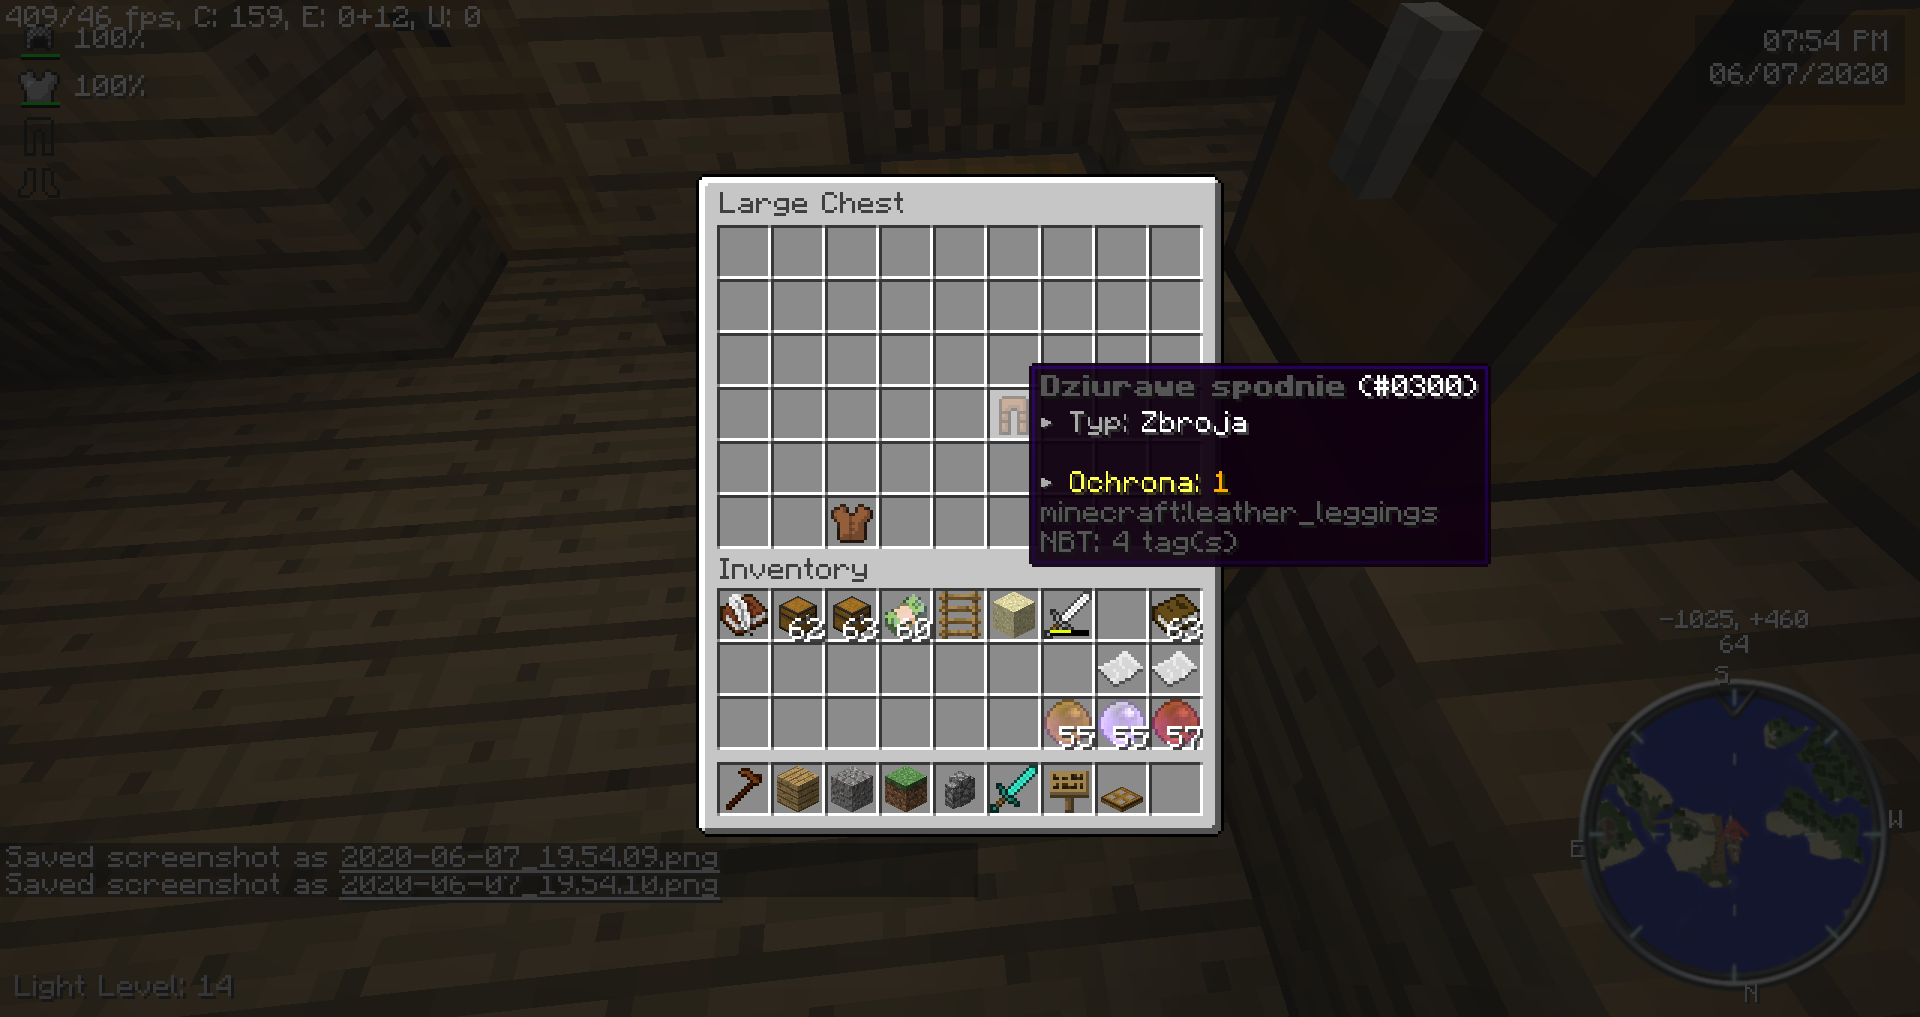 409/46 fps, C: 159, E: 0+12, U: 0
100%
100%
07:54 PM
06/07/2020
Large Chest
Dziurawe spodnie (#0300)
▸ Typ: Zbroja
▸ Ochrona: 1
minecraft:leather_leggings
NBT: 4 tag(s)
Inventory
62 63 60 63
55 55 57
-1025, +460
64
S
W
E
N
Saved screenshot as 2020-06-07_19.54.09.png
Saved screenshot as 2020-06-07_19.54.10.png
Light Level: 14